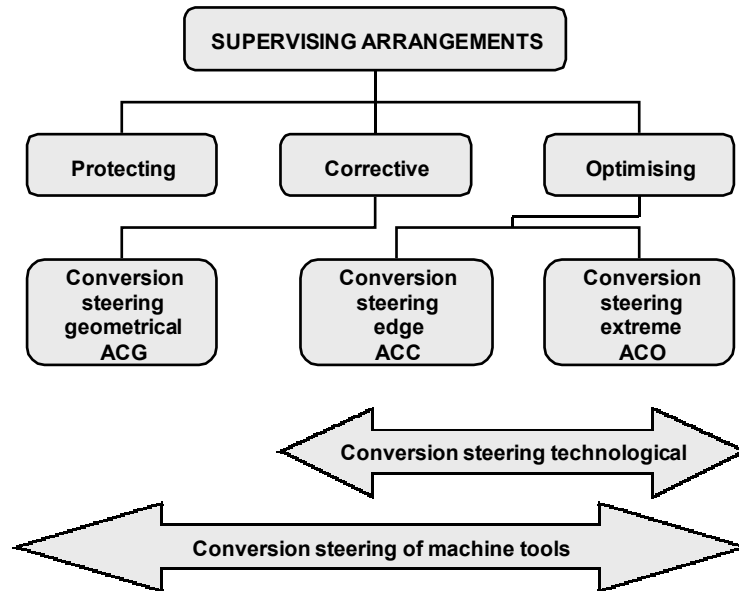 SUPERVISING ARRANGEMENTS
Protecting
Corrective
Optimising
Conversion
steering
geometrical
ACG
Conversion
steering
edge
ACC
Conversion
steering
extreme
ACO
Conversion steering technological
Conversion steering of machine tools